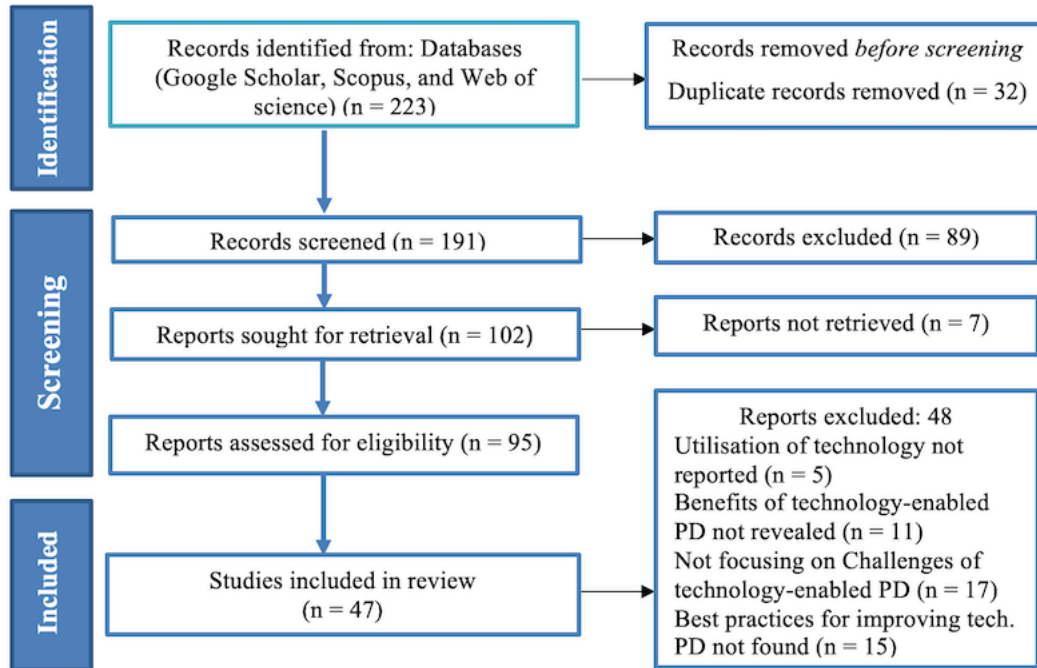 Identification
Records identified from: Databases
(Google Scholar, Scopus, and Web of
science) (n = 223)
Records removed before screening
Duplicate records removed (n = 32)
Screening
Records screened (n = 191)
Records excluded (n = 89)
Reports sought for retrieval (n = 102)
Reports not retrieved (n = 7)
Reports assessed for eligibility (n = 95)
Reports excluded: 48
Utilisation of technology not
reported (n = 5)
Benefits of technology-enabled
PD not revealed (n = 11)
Not focusing on Challenges of
technology-enabled PD (n = 17)
Best practices for improving tech.
PD not found (n = 15)
Included
Studies included in review
(n = 47)